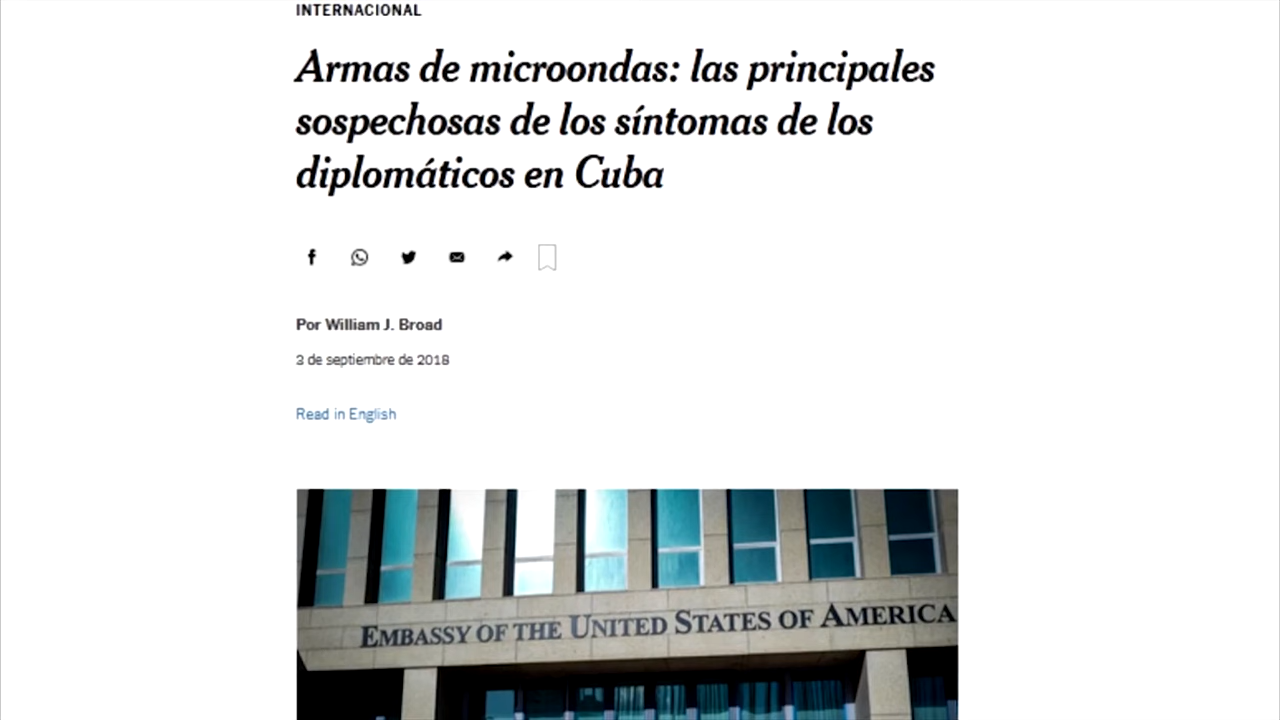 INTERNACIONAL
Armas de microondas: las principales
sospechosas de los síntomas de los
diplomáticos en Cuba
Por William J. Broad
3 de septiembre de 2018
Read in English
EMBASSY OF THE UNITED STATES OF AMERICA